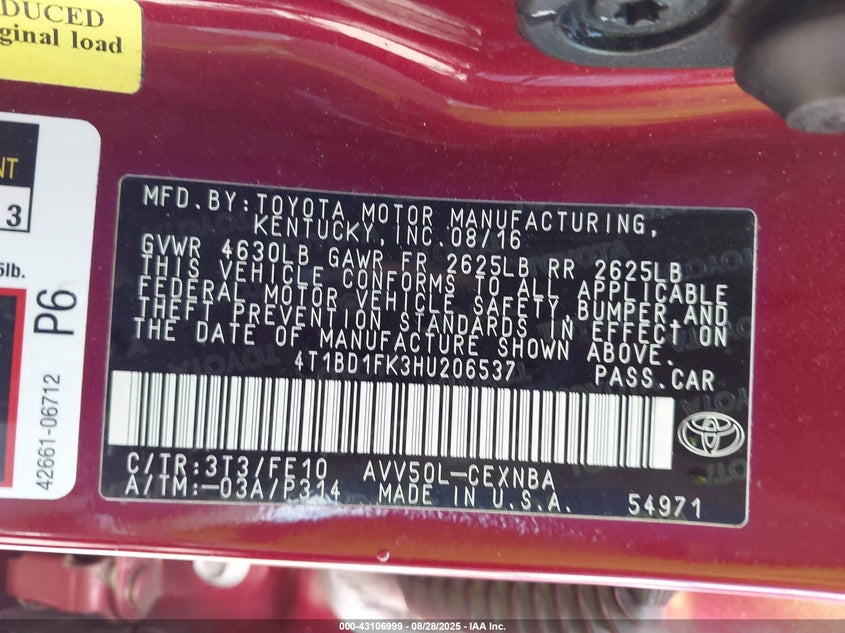 DUCED
ginal load
NT
3
5lb.
P6
42661-06712
MFD.BY:TOYOTA MOTOR MANUFACTURING,
KENTUCKY, INC.08/16
GVWR 4630LB GAWR FR 2625LB RR 2625LB
THIS VEHICLE CONFORMS TO ALL APPLICABLE
FEDERAL MOTOR VEHICLE SAFETY,BUMPER,AND
THEFT PREVENTION STANDARDS IN EFFECT ON
THE DATE OF MANUFACTURE SHOWN ABOVE.
4T1BD1FK3HU206537 PASS.CAR
C/TR:3T3/FE10 AVV50L-CEXNBA
A/TM:-03A/P314 MADE IN U.S.A. 54971
000-43106999 - 08/28/2025 - IAA Inc.